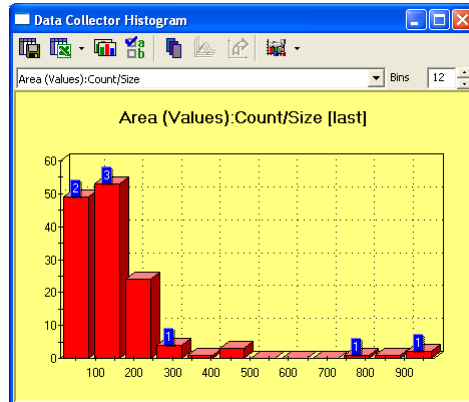 Data Collector Histogram
Area (Values):Count/Size Bins 12
Area (Values):Count/Size [last]
60
50
40
30
20
10
0
2 3 1 1 1
100 200 300 400 500 600 700 800 900